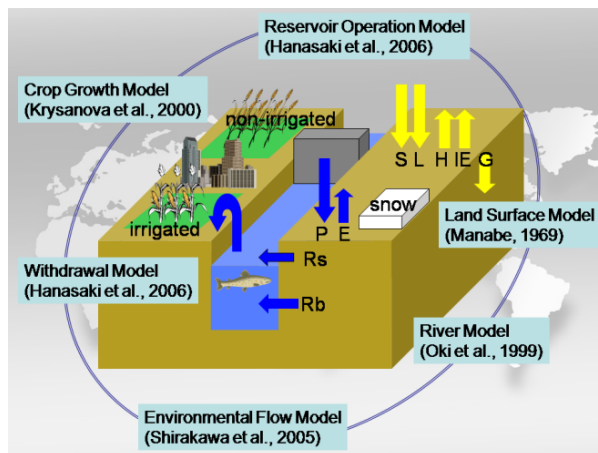 Reservoir Operation Model
(Hanasaki et al., 2006)
Crop Growth Model
(Krysanova et al., 2000)
non-irrigated
S L H lE G
snow
irrigated
P E
Land Surface Model
(Manabe, 1969)
Rs
Withdrawal Model
(Hanasaki et al., 2006)
Rb
River Model
(Oki et al., 1999)
Environmental Flow Model
(Shirakawa et al., 2005)